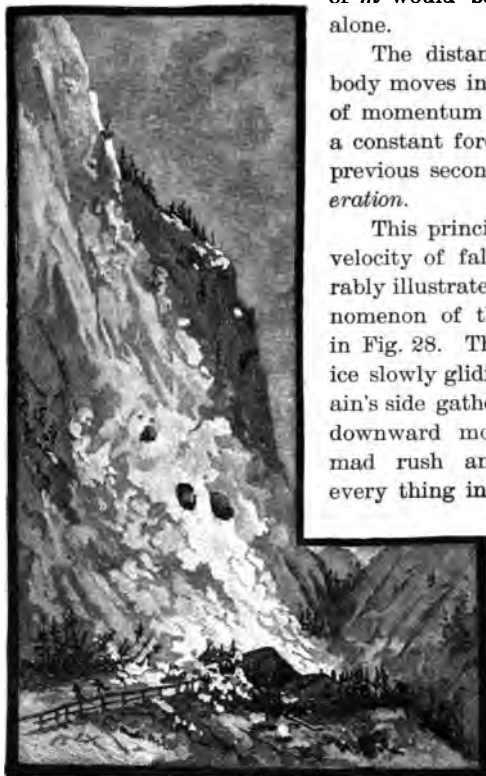 of m would be
alone.
The distan
body moves in
of momentum
a constant for
previous secon
eration.
This princi
velocity of fal
rably illustrate
nomenon of t
in Fig. 28. Th
ice slowly glidi
ain's side gathe
downward mo
mad rush an
every thing in